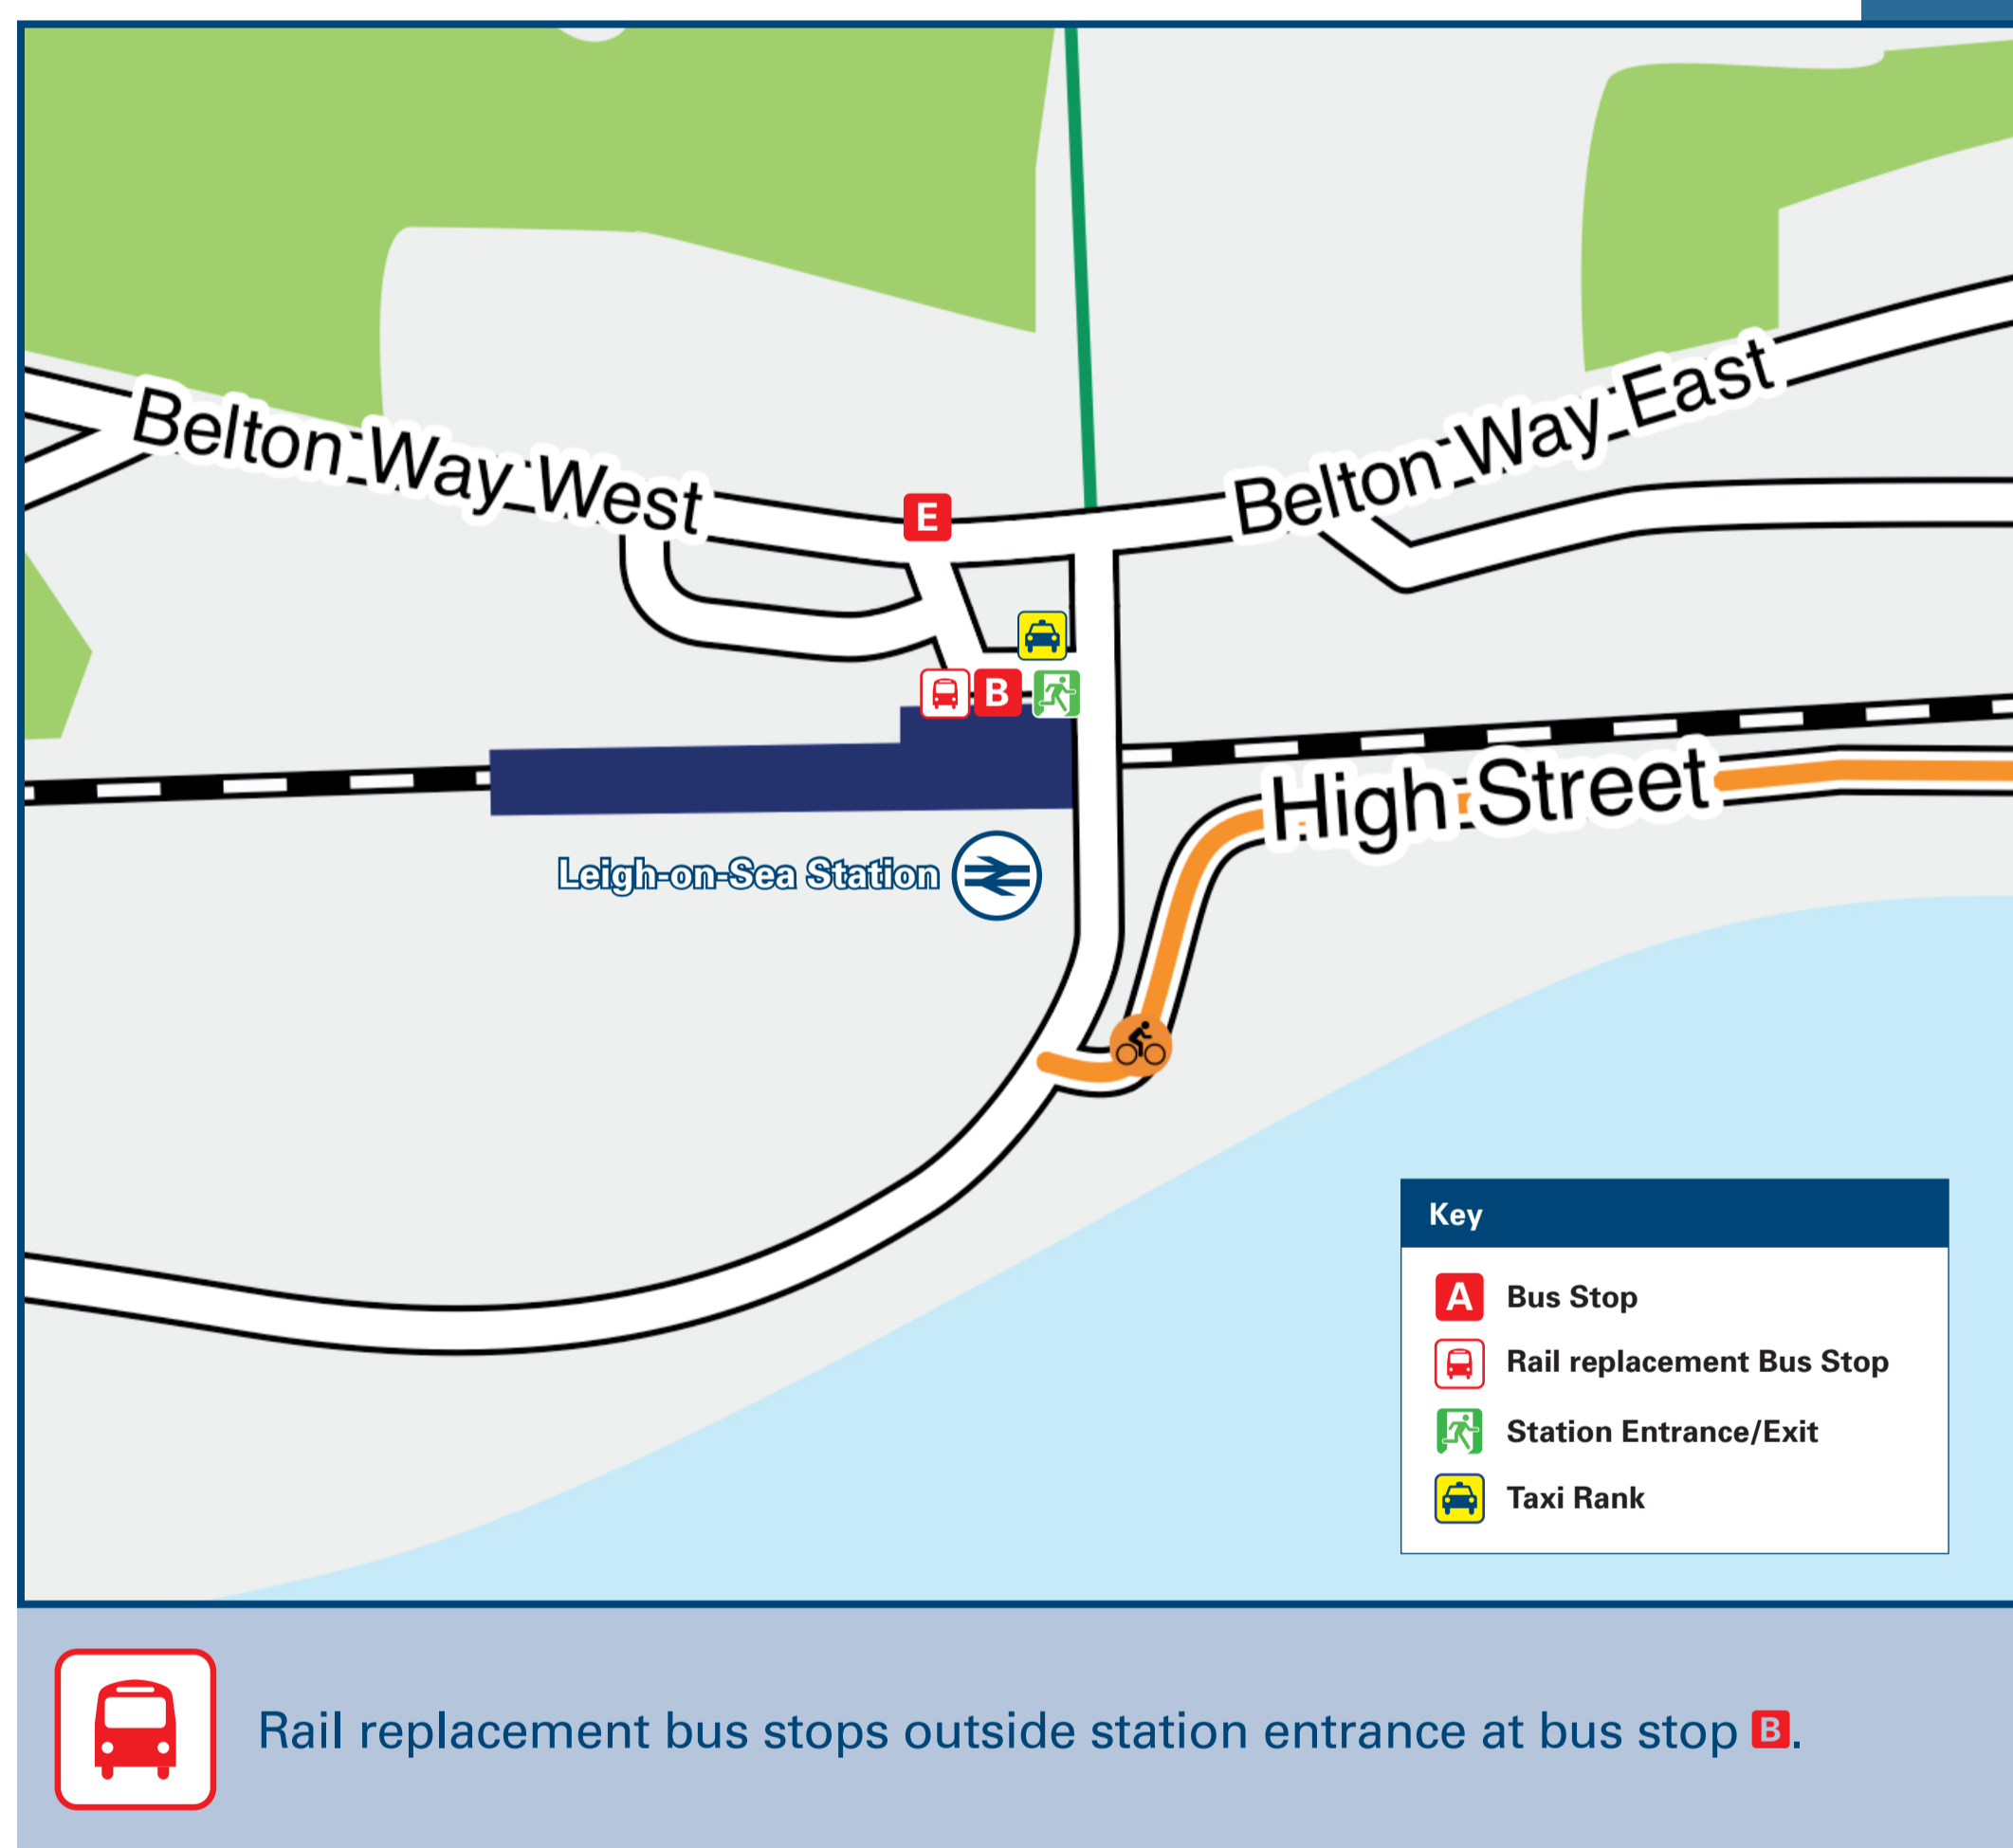 Belton Way West
Belton Way East
E
B
High Street
Leigh-on-Sea Station
Key
A Bus Stop
Rail replacement Bus Stop
Station Entrance/Exit
Taxi Rank
Rail replacement bus stops outside station entrance at bus stop B.